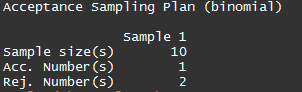 Acceptance Sampling Plan (binomial)
Sample 1
Sample size(s) 10
Acc. Number(s) 1
Rej. Number(s) 2